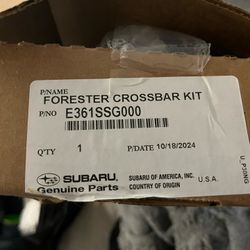 P/NAME
FORESTER CROSSBAR KIT
P/NO E361SSG000
Q'TY 1 P/DATE 10/18/2024
SUBARU SUBARU OF AMERICA, INC.
Genuine Parts COUNTRY OF ORIGIN U.S.A.